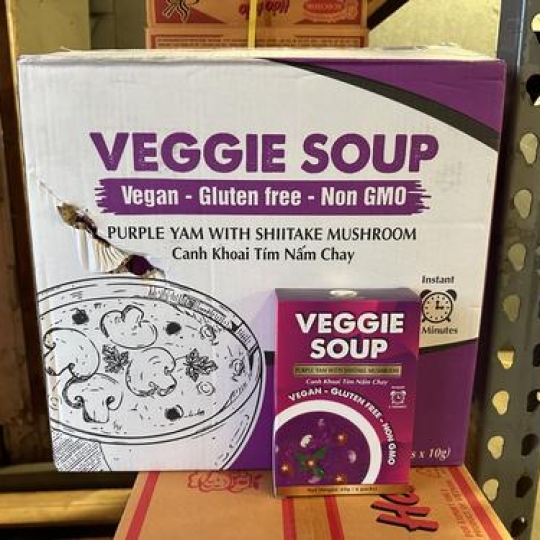 VEGGIE SOUP
Vegan - Gluten free - Non GMO
PURPLE YAM WITH SHIITAKE MUSHROOM
Canh Khoai Tím Nấm Chay
Instant
Minutes
VEGGIE
SOUP
PURPLE YAM WITH SHIITAKE MUSHROOM
Canh Khoai Tím Nấm Chay
VEGAN - GLUTEN FREE - NON GMO
s x 10g)